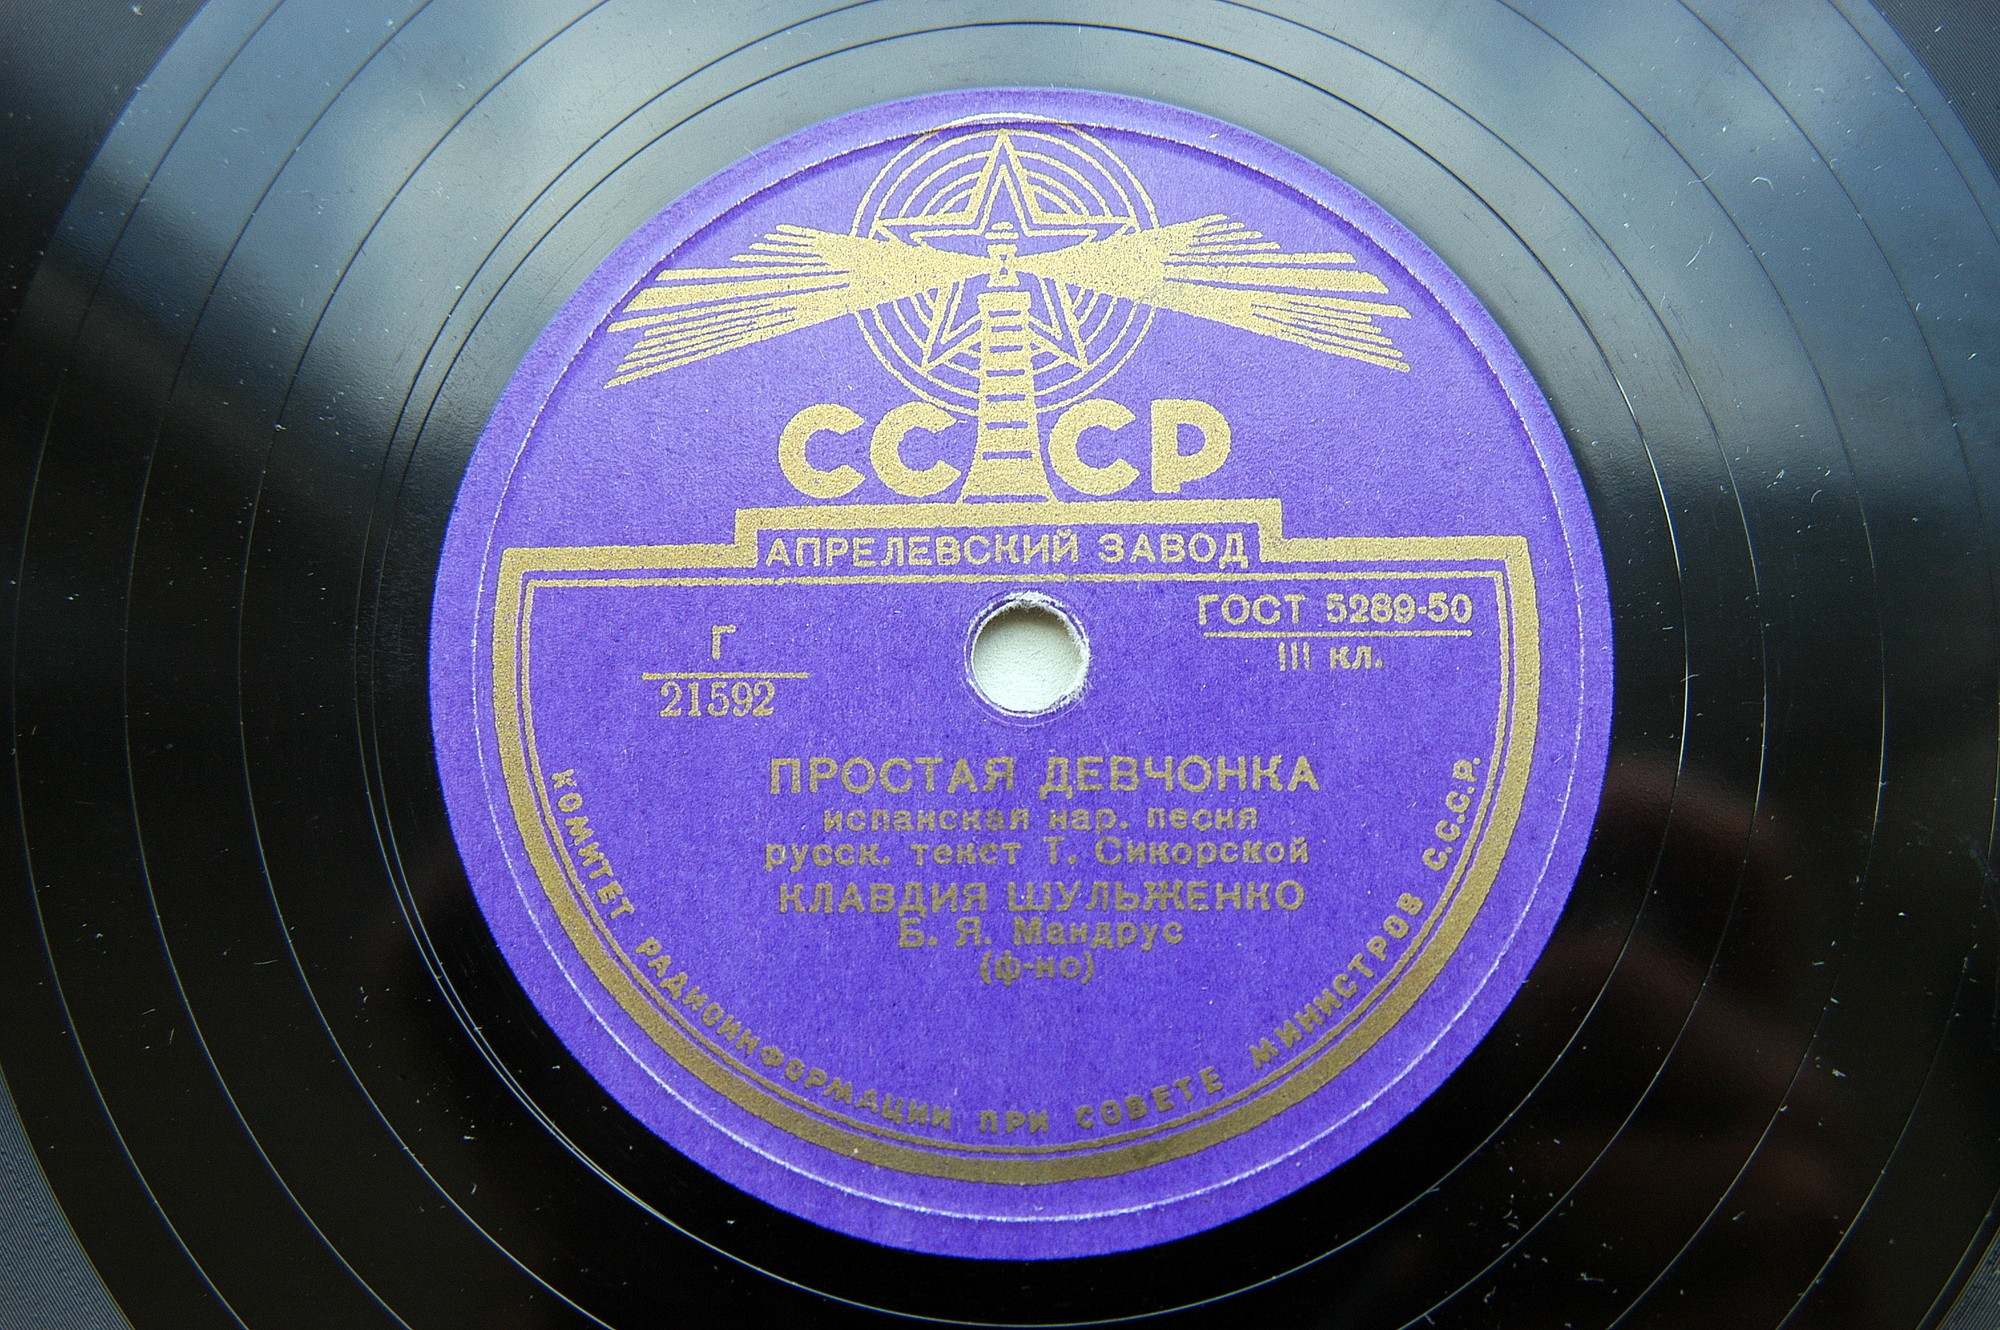 СССР
АПРЕЛЕВСКИЙ ЗАВОД
ГОСТ 5289-50
III кл.
Г
21592
ПРОСТАЯ ДЕВЧОНКА
испанская нар. песня
русск. текст Т. Сикорской
КЛАВДИЯ ШУЛЬЖЕНКО
Б. Я. Мандрус
(ф-но)
КОМИТЕТ РАДИОИНФОРМАЦИИ ПРИ СОВЕТЕ МИНИСТРОВ С.С.С.Р.